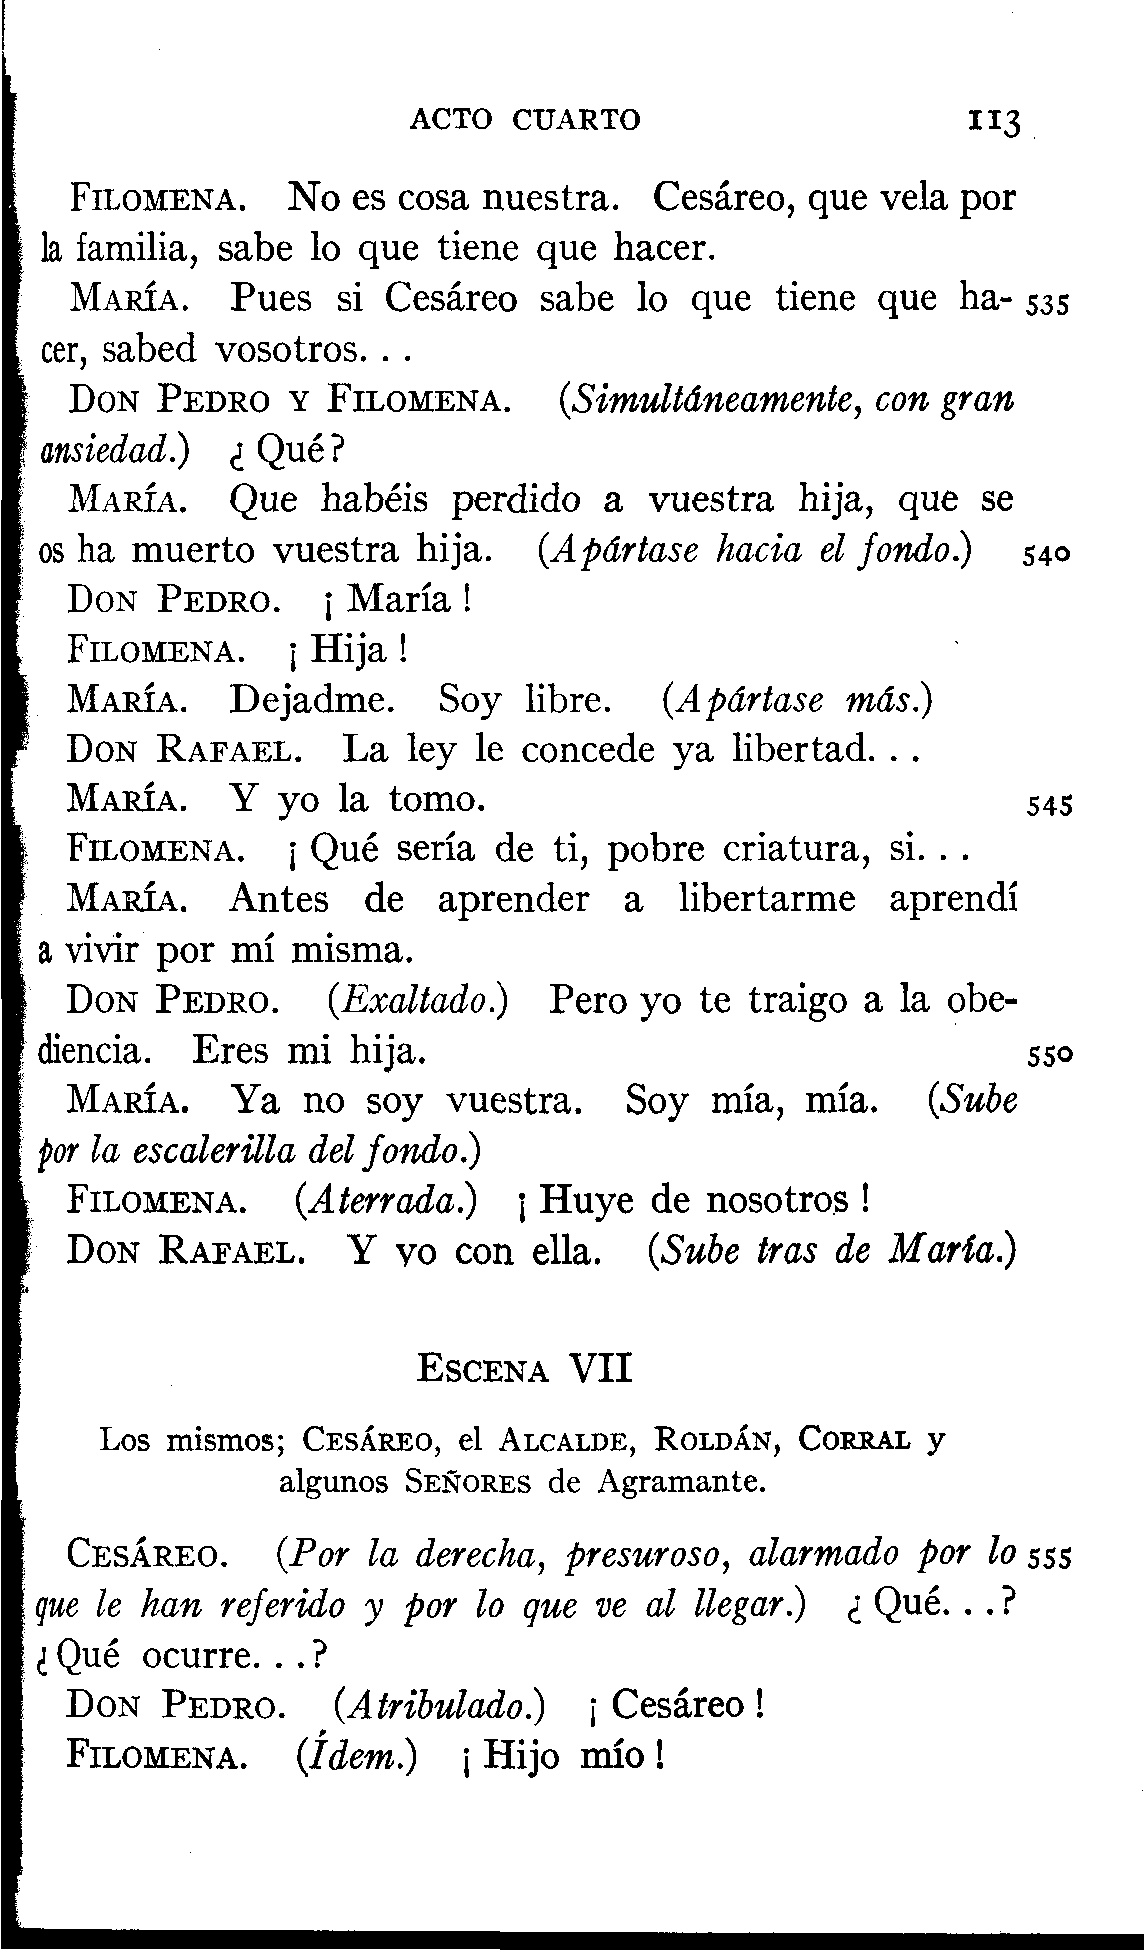 ACTO CUARTO 113
FILOMENA. No es cosa nuestra. Cesáreo, que vela por
la familia, sabe lo que tiene que hacer.
MARÍA. Pues si Cesáreo sabe lo que tiene que ha- 535
cer, sabed vosotros. . .
DON PEDRO Y FILOMENA. (Simultáneamente, con gran
ansiedad.) ¿ Qué?
MARÍA. Que habéis perdido a vuestra hija, que se
os ha muerto vuestra hija. (Apártase hacia el fondo.) 540
DON PEDRO. ¡ María !
FILOMENA. ¡ Hija !
MARÍA. Dejadme. Soy libre. (Apártase más.)
DON RAFAEL. La ley le concede ya libertad. . .
MARÍA. Y yo la tomo. 545
FILOMENA. ¡ Qué sería de ti, pobre criatura, si. . .
MARÍA. Antes de aprender a libertarme aprendí
a vivir por mí misma.
DON PEDRO. (Exaltado.) Pero yo te traigo a la obe-
diencia. Eres mi hija. 550
MARÍA. Ya no soy vuestra. Soy mía, mía. (Sube
por la escalerilla del fondo.)
FILOMENA. (Aterrada.) ¡ Huye de nosotros !
DON RAFAEL. Y yo con ella. (Sube tras de María.)
ESCENA VII
Los mismos; CESÁREO, el ALCALDE, ROLDÁN, CORRAL y
algunos SEÑORES de Agramante.
CESÁREO. (Por la derecha, presuroso, alarmado por lo 555
que le han referido y por lo que ve al llegar.) ¿ Qué. . .?
¿ Qué ocurre. . .?
DON PEDRO. (Atribulado.) ¡ Cesáreo !
FILOMENA. (Ídem.) ¡ Hijo mío !